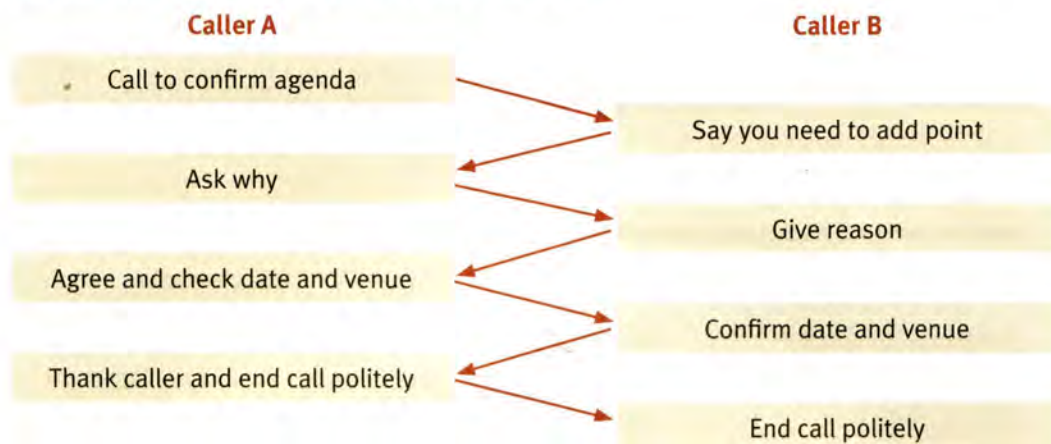 Caller A
Caller B
Call to confirm agenda
Say you need to add point
Ask why
Give reason
Agree and check date and venue
Confirm date and venue
Thank caller and end call politely
End call politely